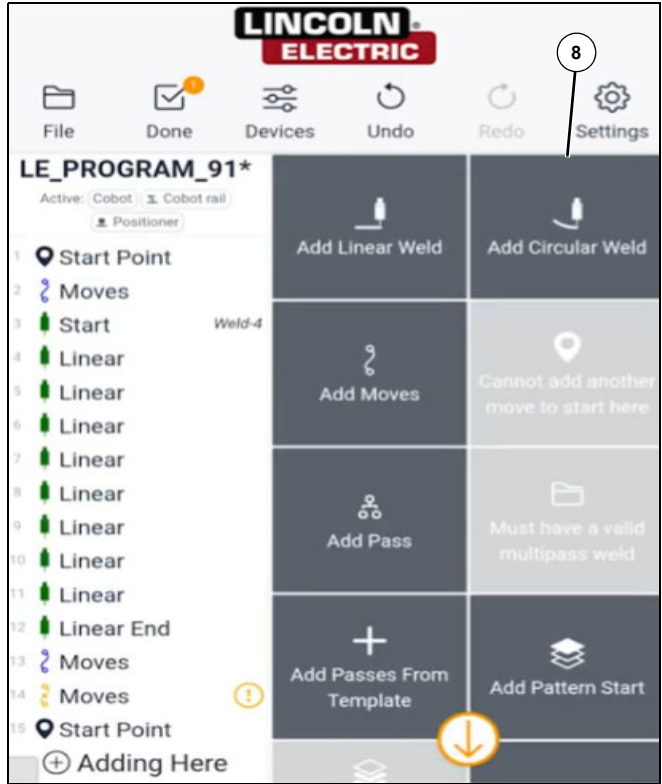 LINCOLN
ELECTRIC
8
1
File Done Devices Undo Redo Settings
LE_PROGRAM_91*
Active: Cobot Cobot rail
Positioner
1 Start Point
2 Moves
3 Start Weld-4
4 Linear
5 Linear
6 Linear
7 Linear
8 Linear
9 Linear
10 Linear
11 Linear
12 Linear End
13 Moves
14 Moves
15 Start Point
Adding Here
Add Linear Weld
Add Circular Weld
Add Moves
Cannot add another
move to start here
Add Pass
Must have a valid
multipass weld
Add Passes From
Template
Add Pattern Start